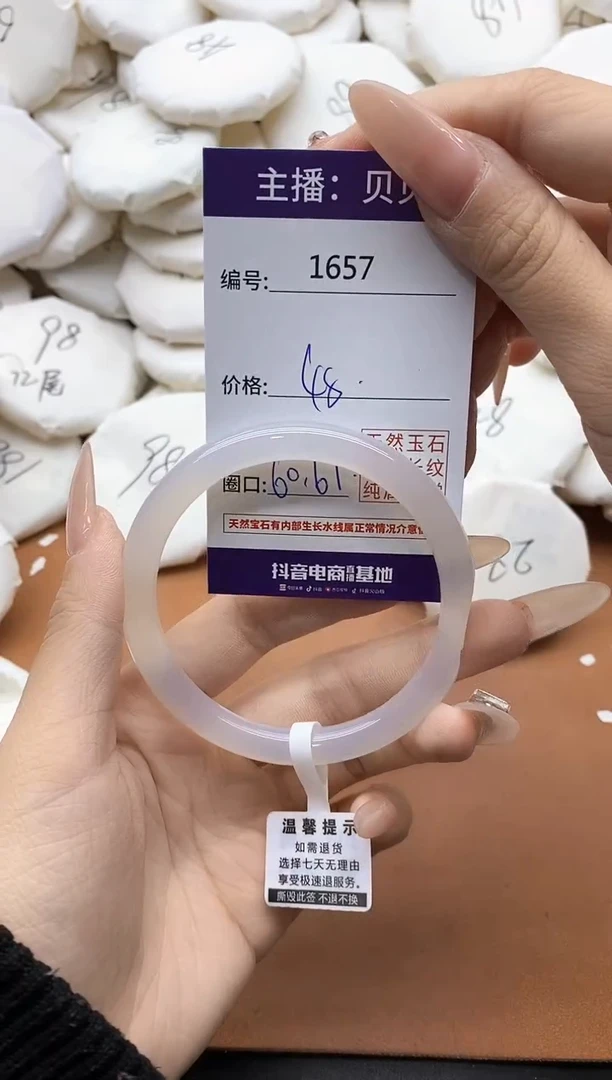 主播：贝
编号：1657
价格：48
天然玉石
圈口：60.61
天然宝石有内部生长水线属正常情况介意
抖音电商直播基地
温馨提示
如需退货
选择七天无理由
享受极速退服务。
撕毁此签 不退不换
98
72尾
98